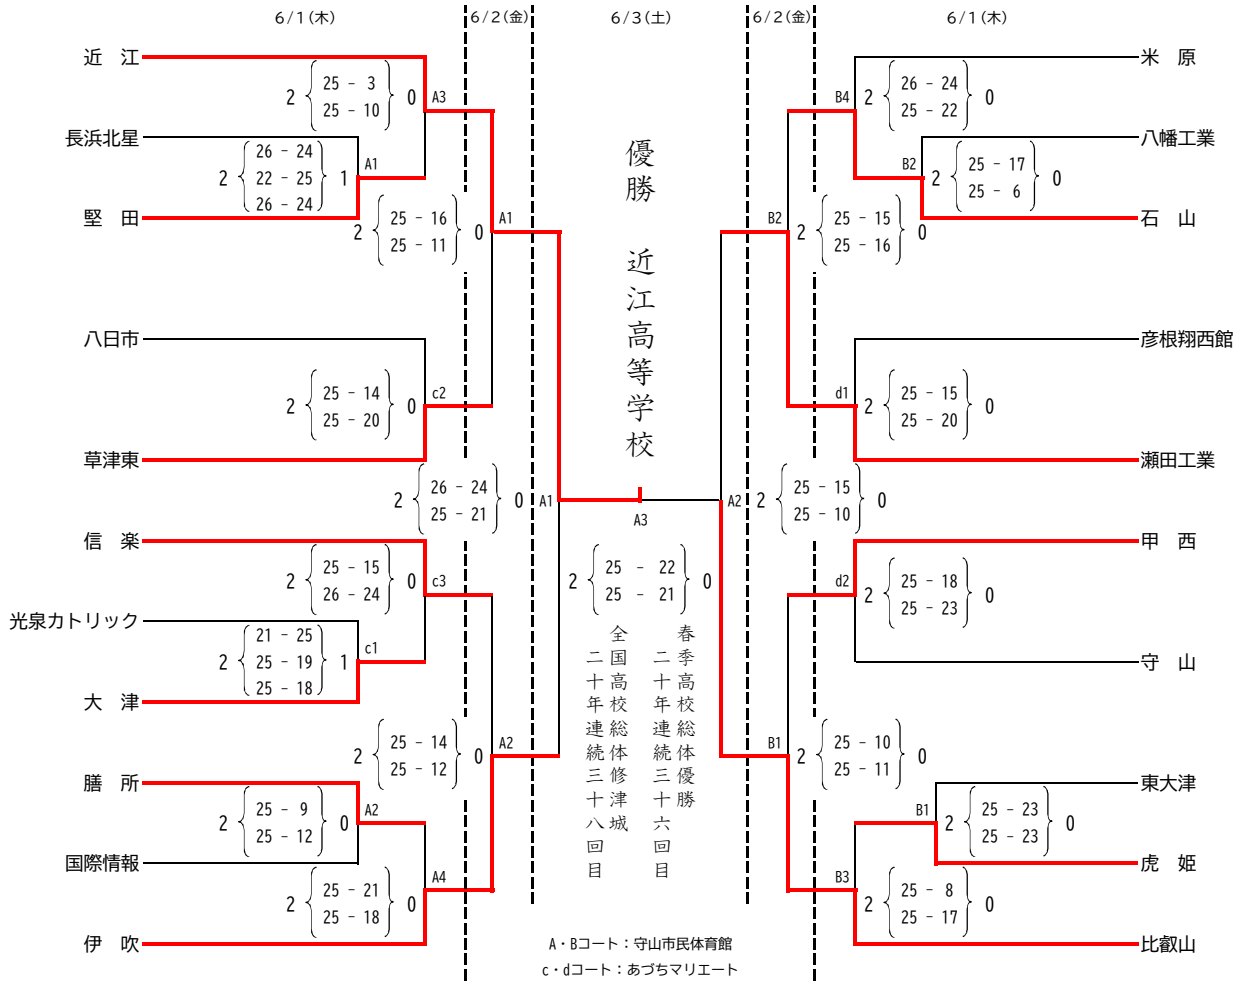 6/1(木)
6/2(金)
6/3(土)
6/2(金)
6/1(木)
近　江
2 25 - 3 0
25 - 10
A3
長浜北星
26 - 24
2 22 - 25 1
26 - 24
A1
堅　田
2 25 - 16 0
25 - 11
A1
八日市
2 25 - 14 0
25 - 20
c2
草津東
2 26 - 24 0
25 - 21
A1
信　楽
2 25 - 15 0
26 - 24
c3
光泉カトリック
21 - 25
2 25 - 19 1
25 - 18
c1
大　津
2 25 - 14 0
25 - 12
A2
膳　所
2 25 - 9 0
25 - 12
A2
国際情報
2 25 - 21 0
25 - 18
A4
伊　吹
優勝　近江高等学校
A3
2 25 - 22 0
25 - 21
春季高校総体優勝
二十年連続三十六回目
全国高校総体修津城
二十年連続三十八回目
A・Bコート：守山市民体育館
c・dコート：あづちマリエート
米　原
B4
2 26 - 24 0
25 - 22
八幡工業
B2
2 25 - 17 0
25 - 6
石　山
B2
2 25 - 15 0
25 - 16
彦根翔西館
d1
2 25 - 15 0
25 - 20
瀬田工業
A2
2 25 - 15 0
25 - 10
甲　西
d2
2 25 - 18 0
25 - 23
守　山
B1
2 25 - 10 0
25 - 11
東大津
B1
2 25 - 23 0
25 - 23
虎　姫
B3
2 25 - 8 0
25 - 17
比叡山